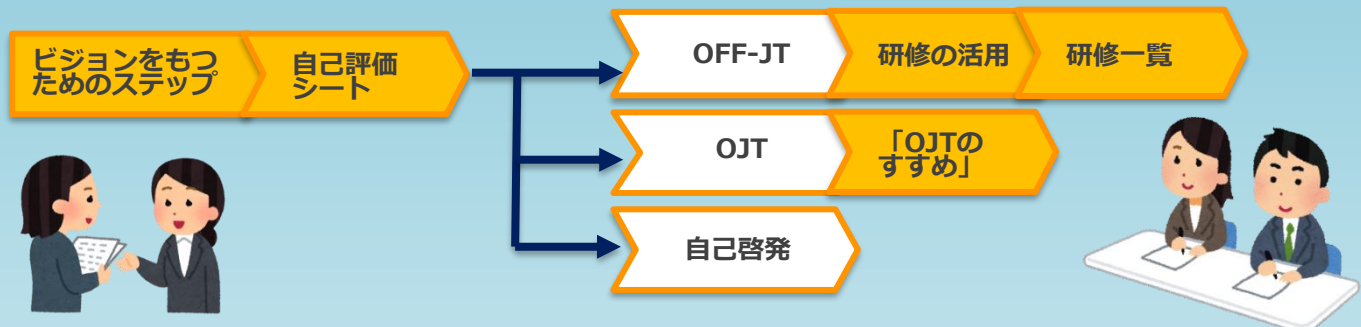 ビジョンをもつ
ためのステップ
自己評価
シート
OFF-JT
研修の活用
研修一覧
OJT
「OJTの
すすめ」
自己啓発